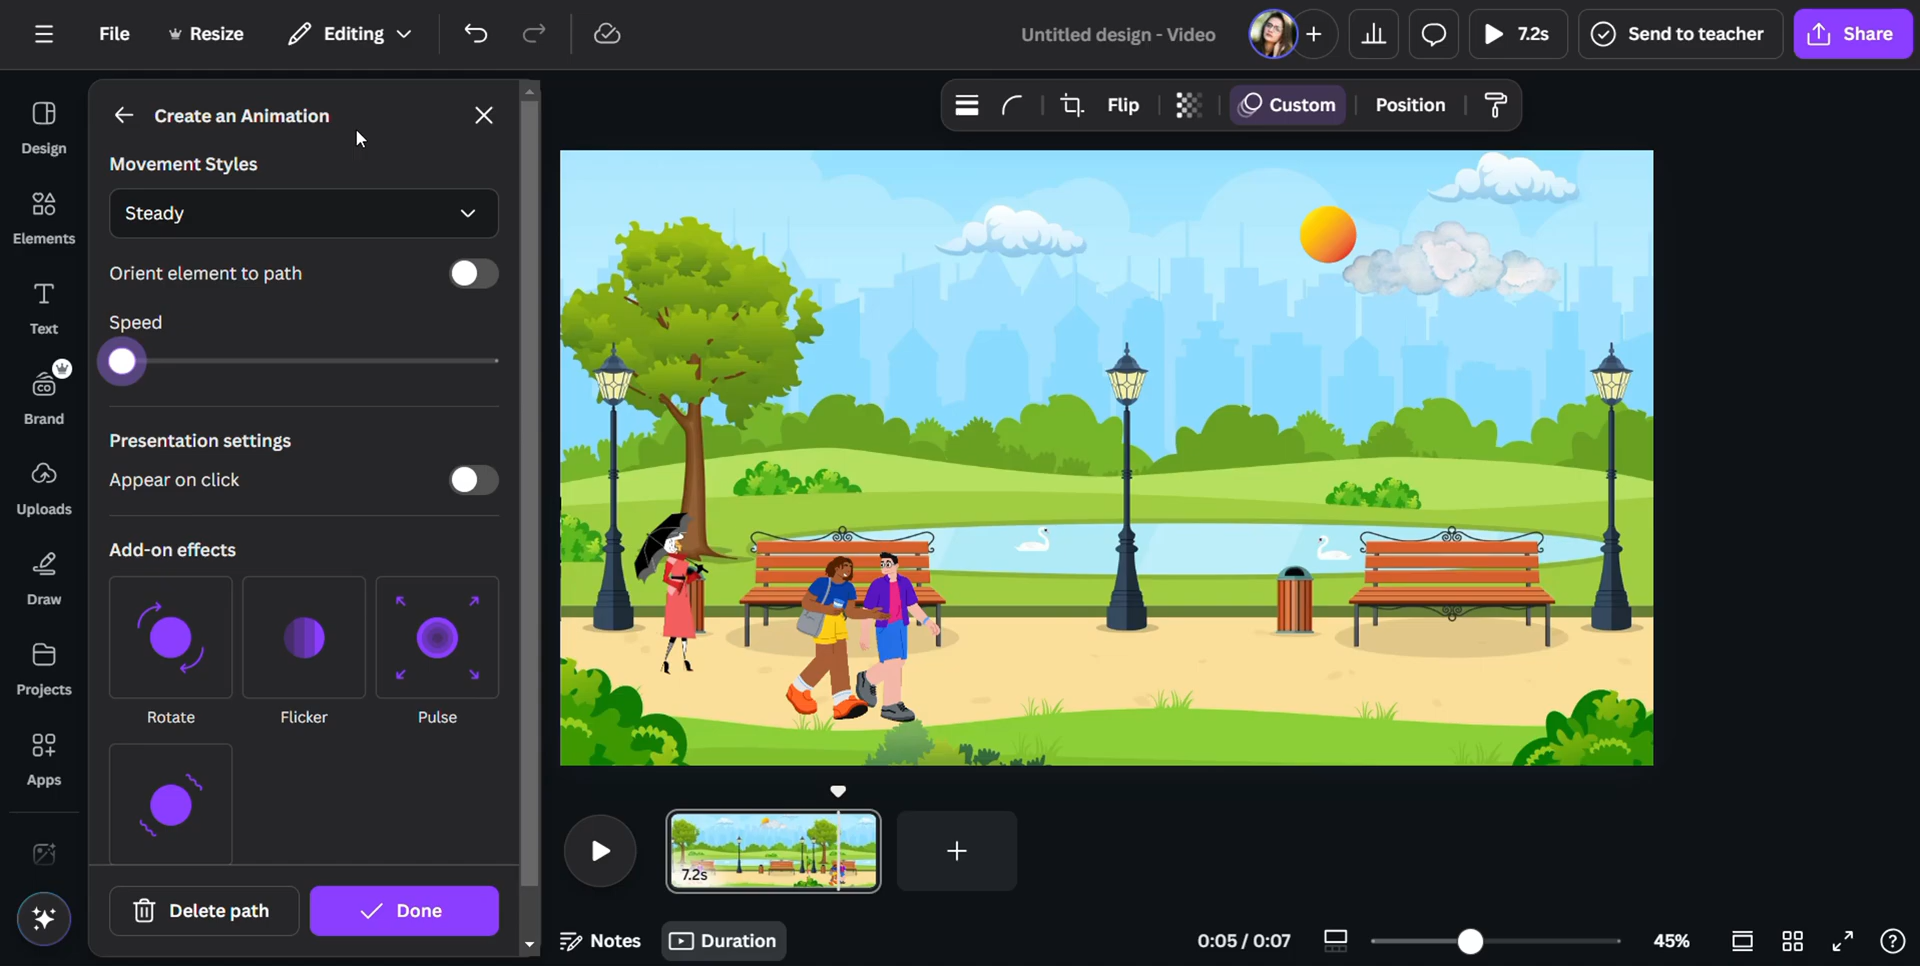 File
Resize
Editing
Untitled design - Video
7.2s
Send to teacher
Share
Design
Elements
Text
Brand
Uploads
Draw
Projects
Apps
Create an Animation
Movement Styles
Steady
Orient element to path
Speed
Presentation settings
Appear on click
Add-on effects
Rotate
Flicker
Pulse
Delete path
Done
Flip
Custom
Position
7.2s
Notes
Duration
0:05 / 0:07
45%